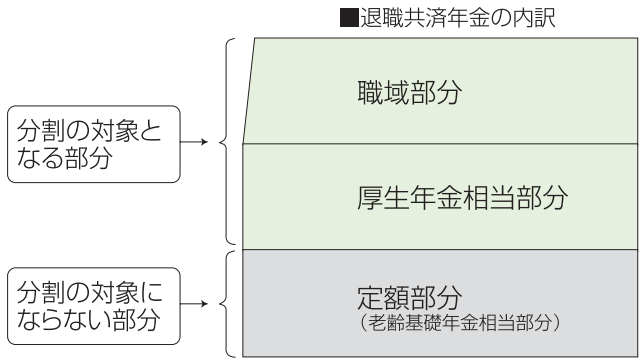 ■退職共済年金の内訳
職域部分
分割の対象と
なる部分
厚生年金相当部分
分割の対象に
ならない部分
定額部分
（老齢基礎年金相当部分）